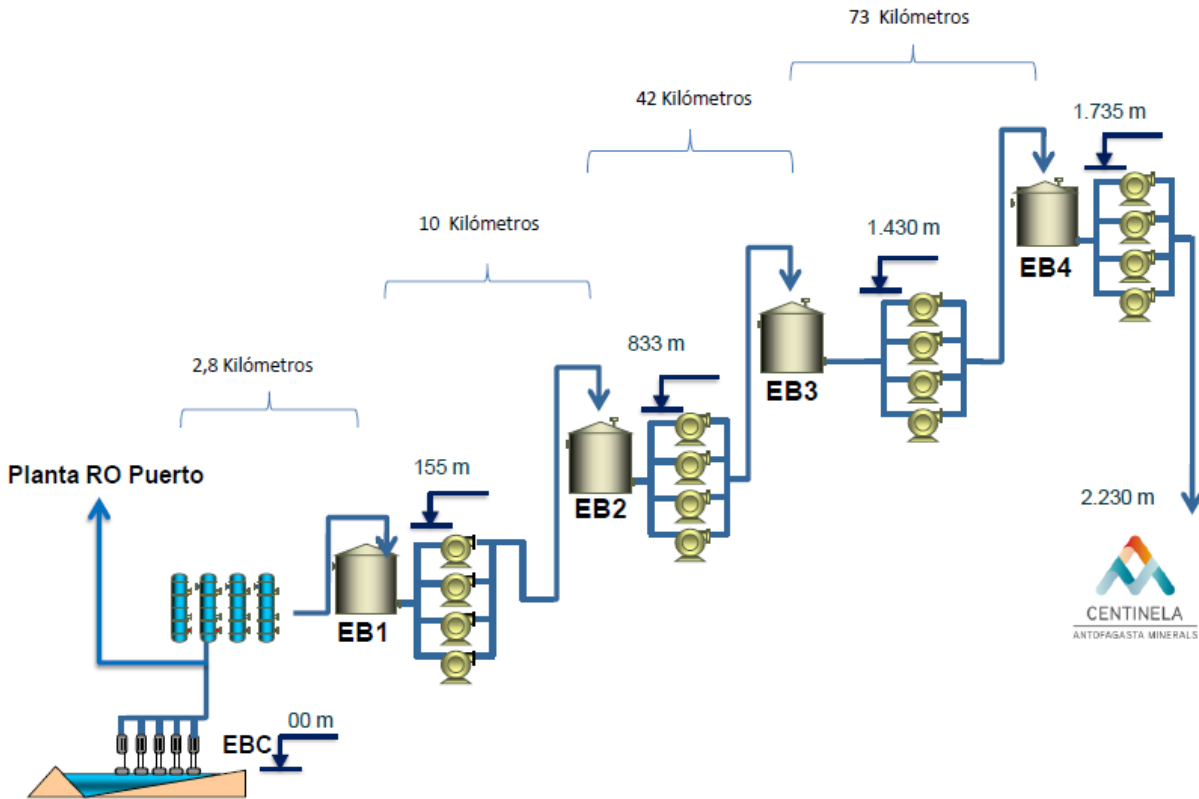 73 Kilómetros
42 Kilómetros
1.735 m
10 Kilómetros
1.430 m
EB4
833 m
2,8 Kilómetros
EB3
Planta RO Puerto
155 m
EB2
2.230 m
EB1
CENTINELA
ANTOFAGASTA MINERALS
00 m
EBC